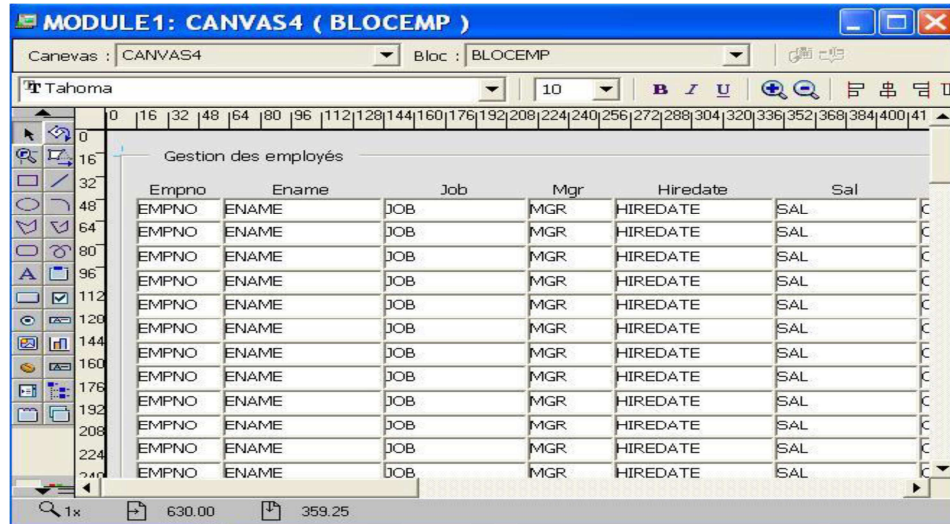 MODULE1: CANVAS4 ( BLOCEMP )
Canevas : CANVAS4 Bloc : BLOCEMP
Tahoma 10 B I U
0 16 32 48 64 80 96 112 128 144 160 176 192 208 224 240 256 272 288 304 320 336 352 368 384 400 41
0
16 Gestion des employés
32 Empno Ename Job Mgr Hiredate Sal
48 EMPNO ENAME JOB MGR HIREDATE SAL C
64 EMPNO ENAME JOB MGR HIREDATE SAL C
80 EMPNO ENAME JOB MGR HIREDATE SAL C
96 EMPNO ENAME JOB MGR HIREDATE SAL C
112 EMPNO ENAME JOB MGR HIREDATE SAL C
128 EMPNO ENAME JOB MGR HIREDATE SAL C
144 EMPNO ENAME JOB MGR HIREDATE SAL C
160 EMPNO ENAME JOB MGR HIREDATE SAL C
176 EMPNO ENAME JOB MGR HIREDATE SAL C
192 EMPNO ENAME JOB MGR HIREDATE SAL C
208 EMPNO ENAME JOB MGR HIREDATE SAL C
224 EMPNO ENAME JOB MGR HIREDATE SAL C
240
1x 630.00 359.25